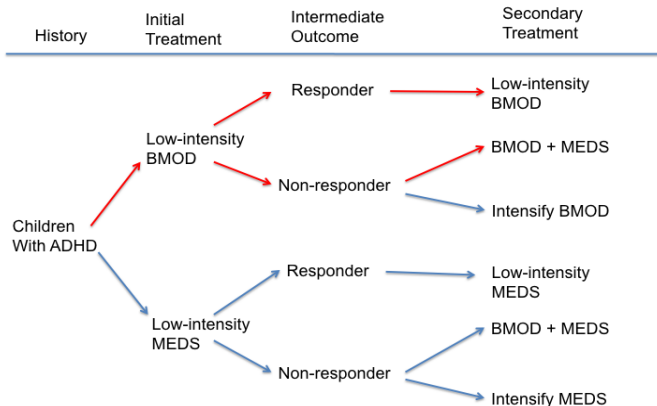 History
Initial
Treatment
Intermediate
Outcome
Secondary
Treatment
Responder
Low-intensity
BMOD
Low-intensity
BMOD
BMOD + MEDS
Non-responder
Intensify BMOD
Children
With ADHD
Responder
Low-intensity
MEDS
Low-intensity
MEDS
BMOD + MEDS
Non-responder
Intensify MEDS